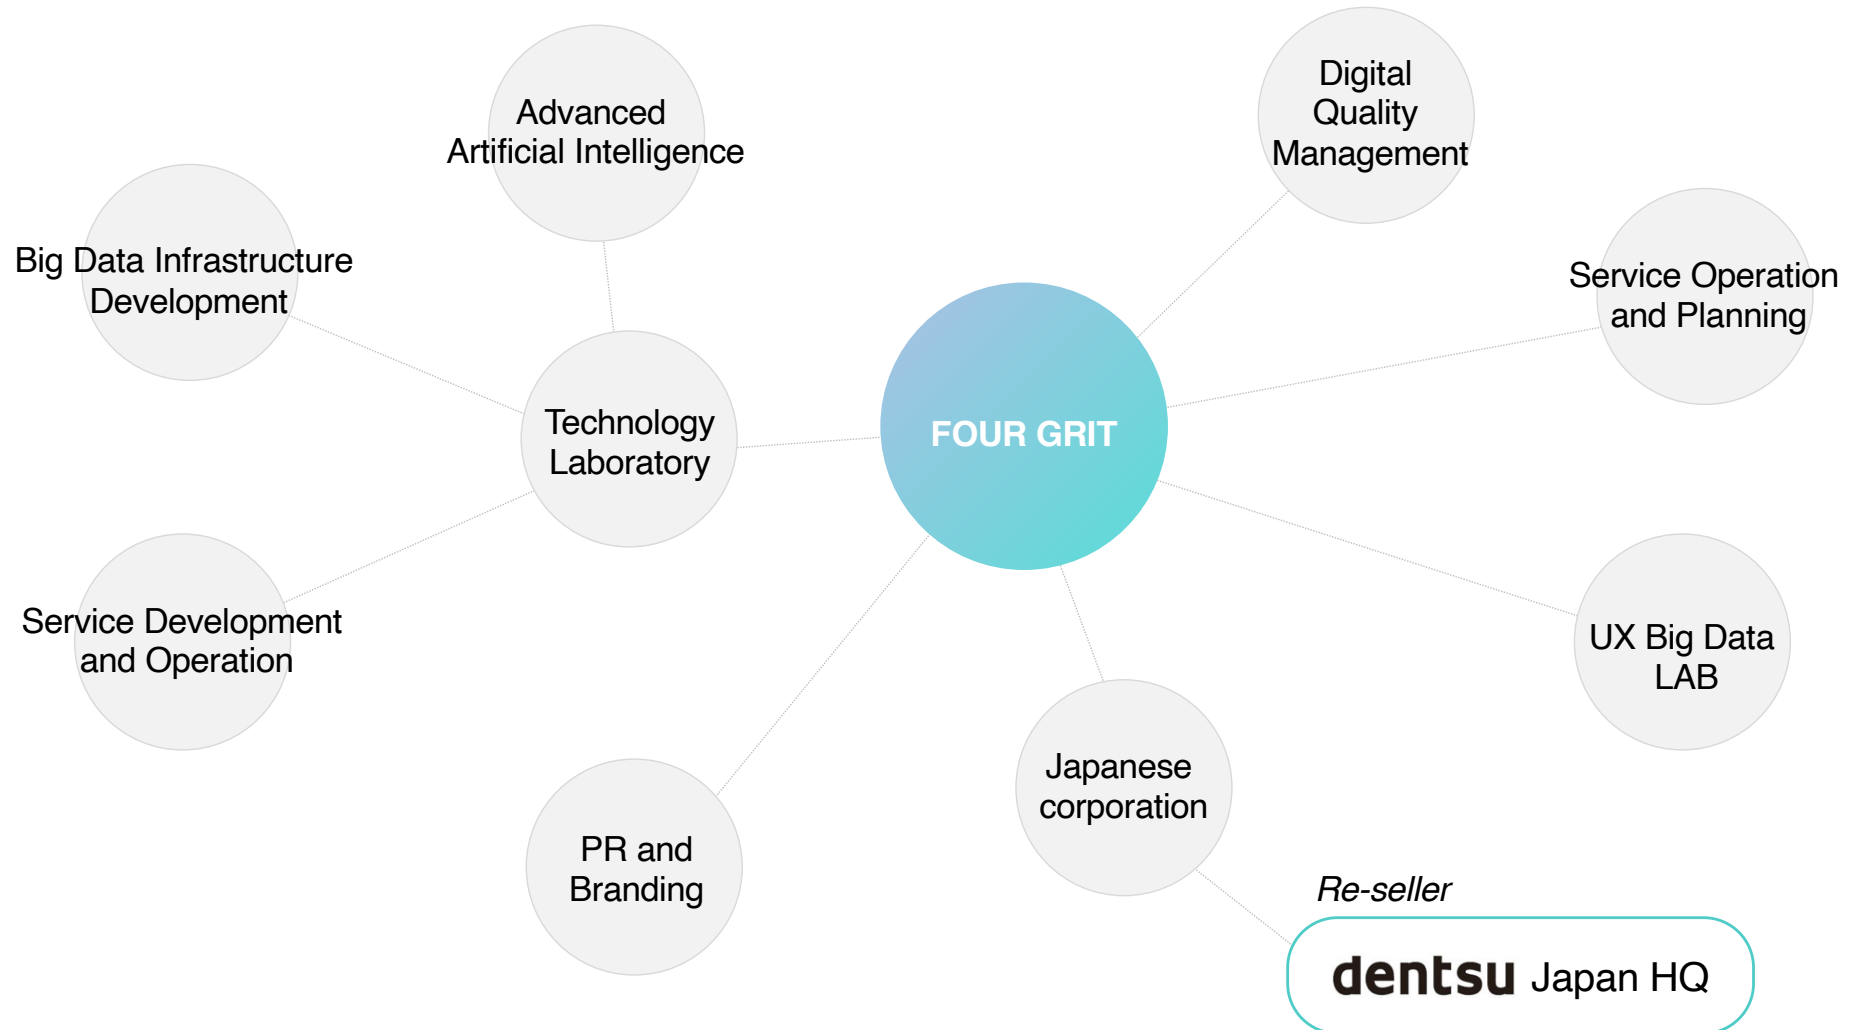 Advanced
Artificial Intelligence
Digital
Quality
Management
Big Data Infrastructure
Development
Service Operation
and Planning
Technology
Laboratory
FOUR GRIT
Service Development
and Operation
UX Big Data
LAB
PR and
Branding
Japanese
corporation
Re-seller
dentsu Japan HQ